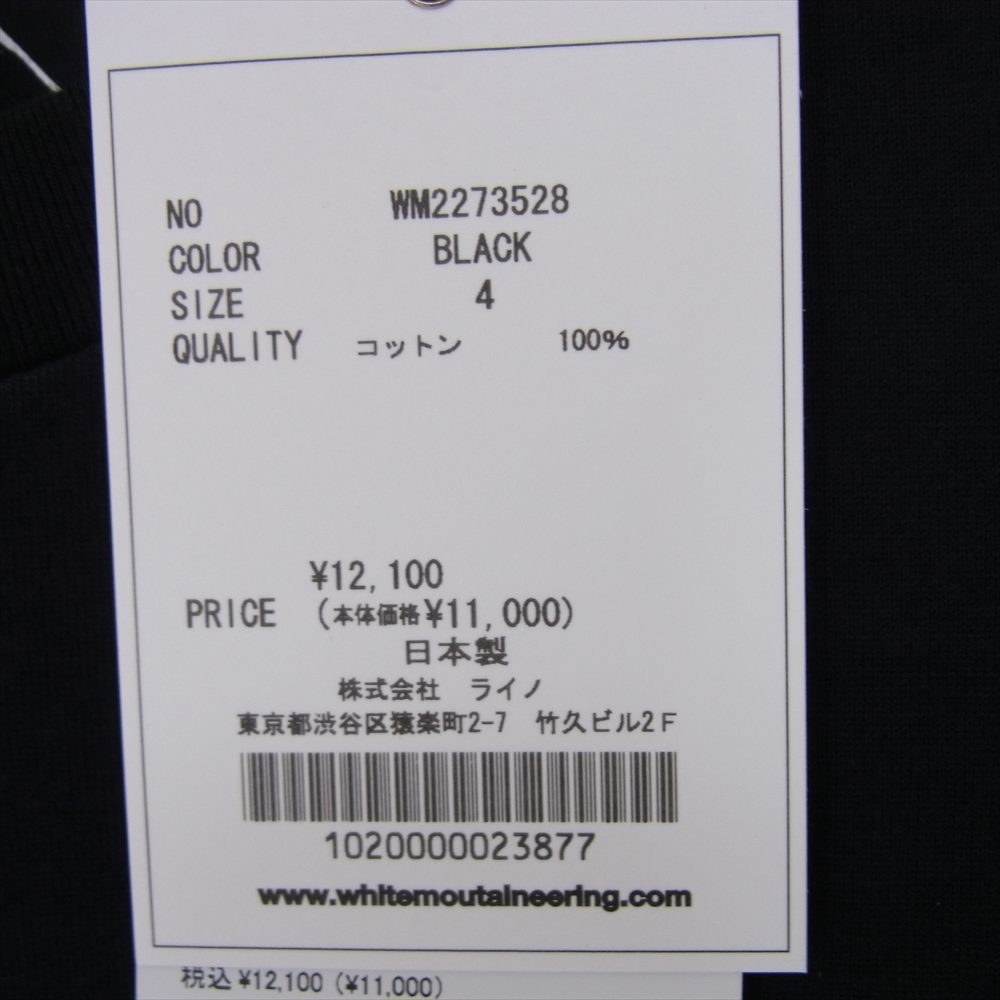 NO WM2273528
COLOR BLACK
SIZE 4
QUALITY コットン 100%
¥12,100
PRICE (本体価格¥11,000)
日本製
株式会社 ライノ
東京都渋谷区猿楽町2-7 竹久ビル2F
1020000023877
www.whitemoutaineering.com
税込 ¥12,100 (¥11,000)